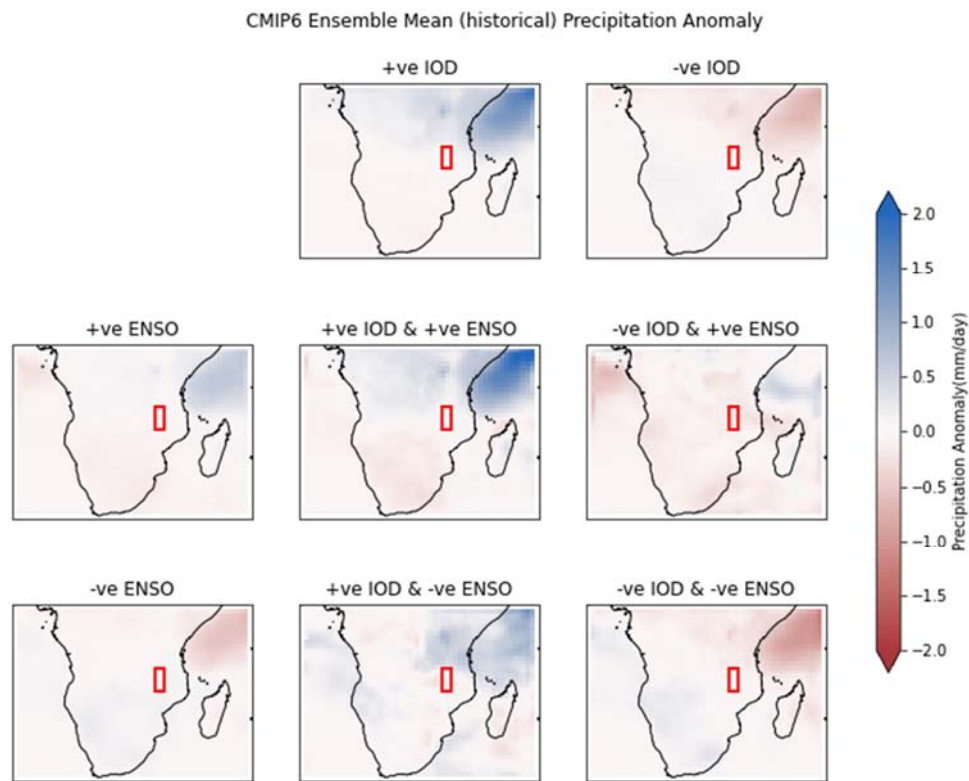 CMIP6 Ensemble Mean (historical) Precipitation Anomaly
+ve IOD
-ve IOD
+ve ENSO
+ve IOD & +ve ENSO
-ve IOD & +ve ENSO
-ve ENSO
+ve IOD & -ve ENSO
-ve IOD & -ve ENSO
2.0
1.5
1.0
0.5
0.0
−0.5
−1.0
−1.5
−2.0
Precipitation Anomaly(mm/day)